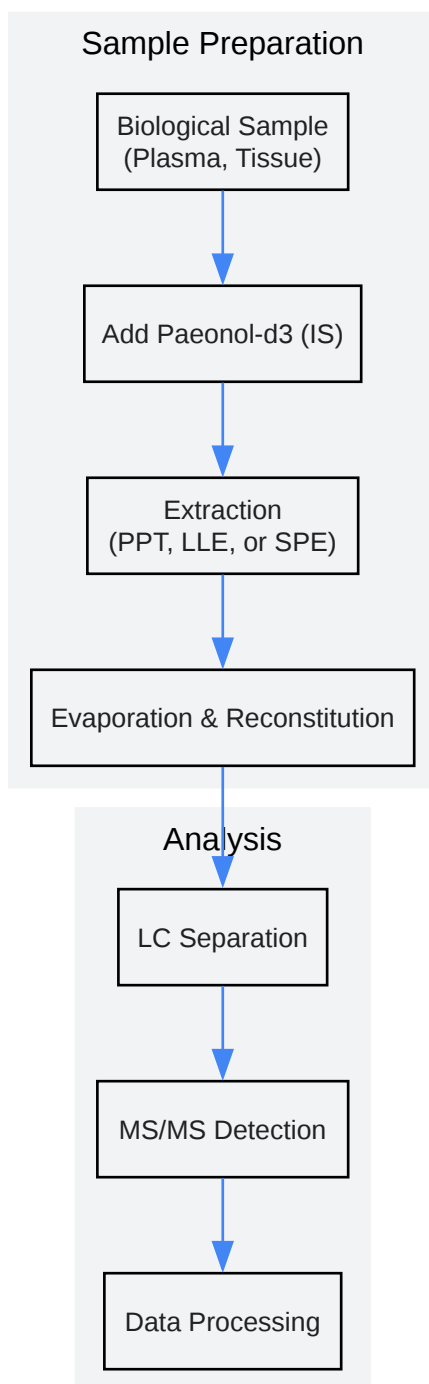 Sample Preparation
Biological Sample
(Plasma, Tissue)
Add Paeonol-d3 (IS)
Extraction
(PPT, LLE, or SPE)
Evaporation & Reconstitution
Analysis
LC Separation
MS/MS Detection
Data Processing